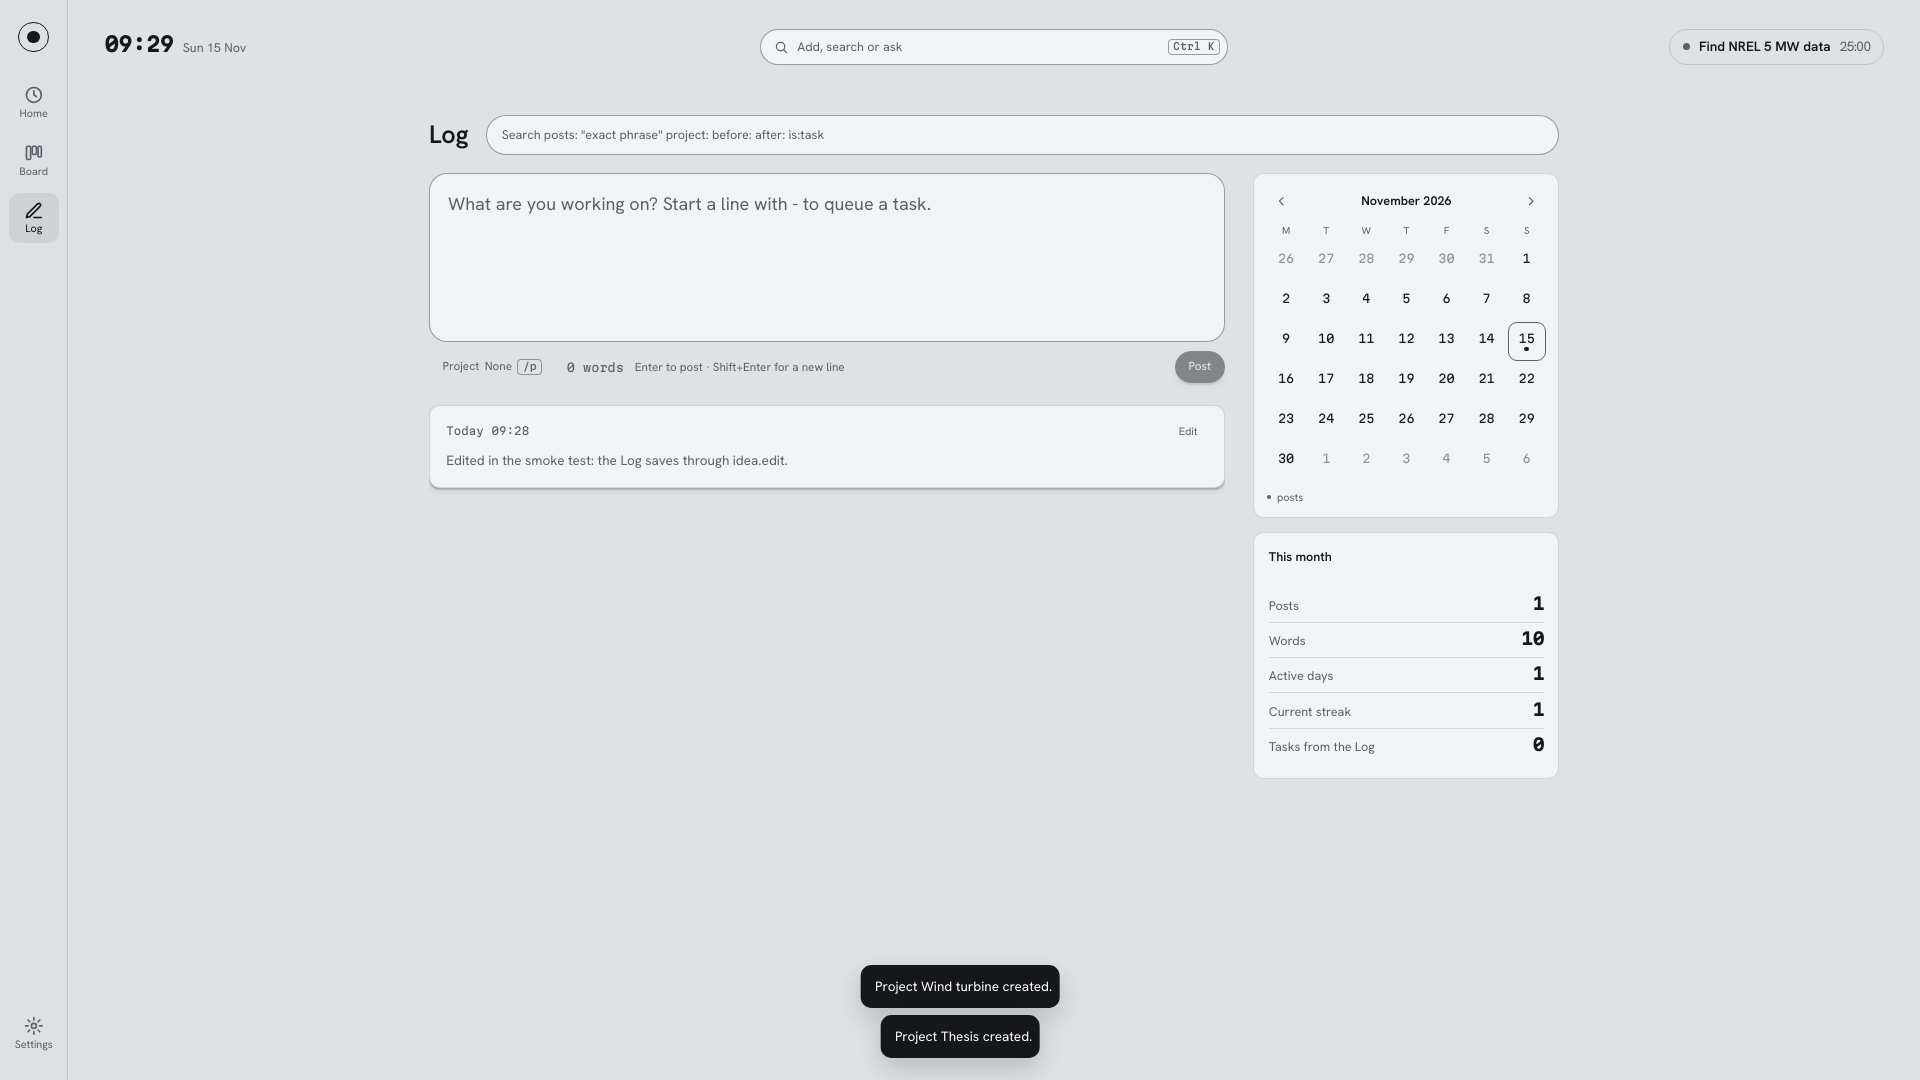 09:29 Sun 15 Nov
Add, search or ask Ctrl K
Find NREL 5 MW data 25:00
Home
Board
Log
Settings
Log
Search posts: "exact phrase" project: before: after: is:task
What are you working on? Start a line with - to queue a task.
Project None /p 0 words Enter to post · Shift+Enter for a new line Post
Today 09:28 Edit
Edited in the smoke test: the Log saves through idea.edit.
November 2026
M T W T F S S
26 27 28 29 30 31 1
2 3 4 5 6 7 8
9 10 11 12 13 14 15
16 17 18 19 20 21 22
23 24 25 26 27 28 29
30 1 2 3 4 5 6
posts
This month
Posts 1
Words 10
Active days 1
Current streak 1
Tasks from the Log 0
Project Wind turbine created.
Project Thesis created.